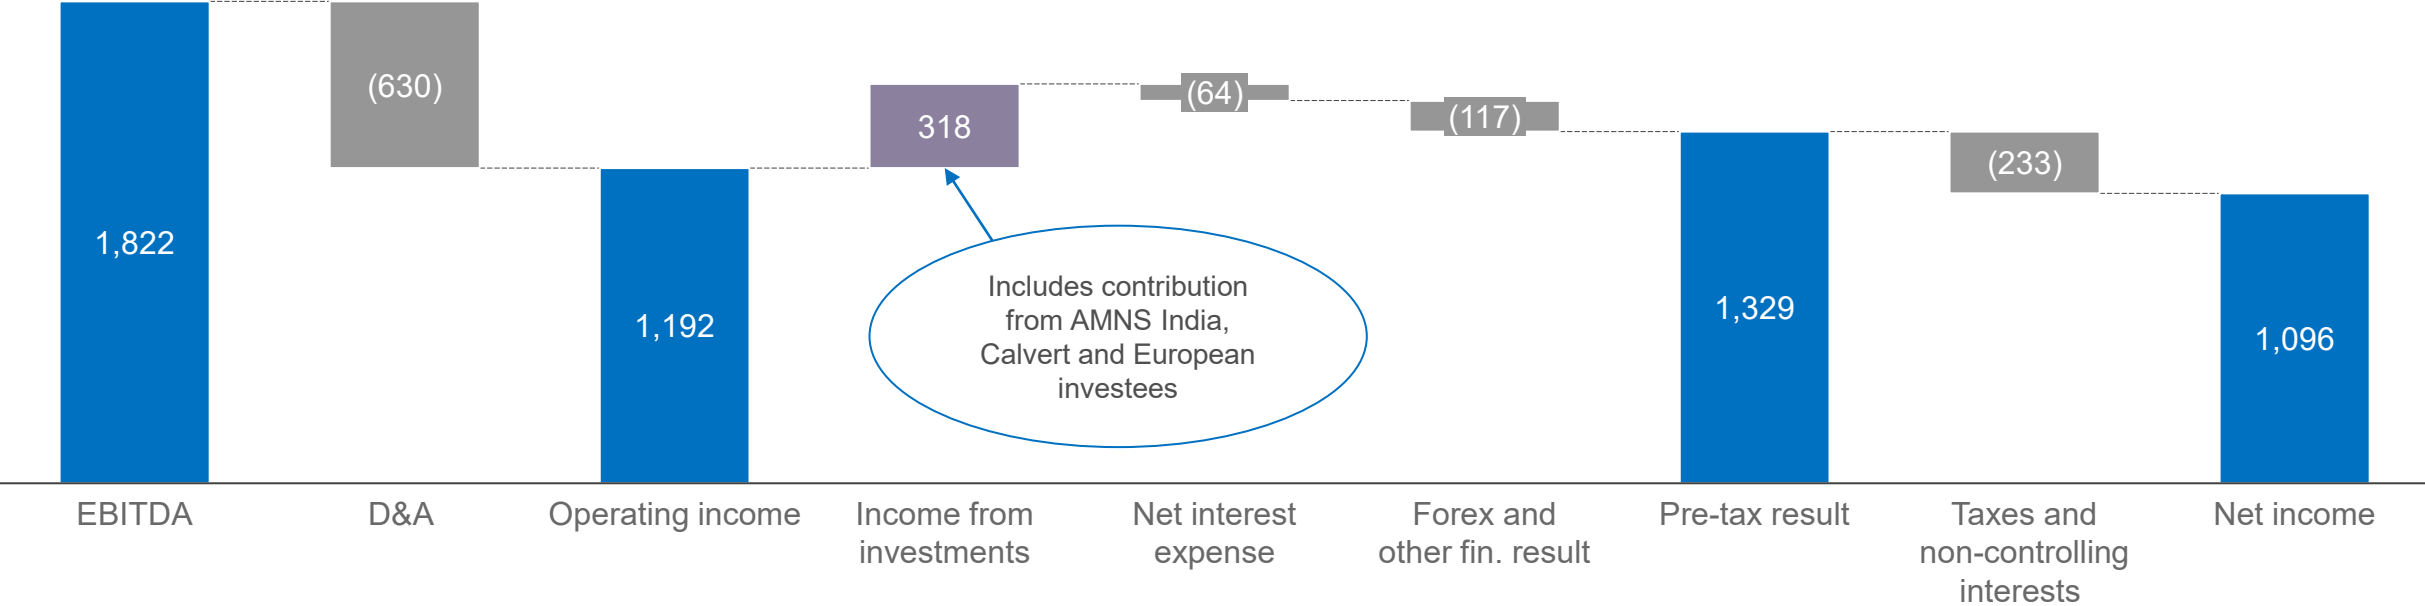 1,822
(630)
1,192
318
(64)
(117)
1,329
(233)
1,096
Includes contribution
from AMNS India,
Calvert and European
investees
EBITDA
D&A
Operating income
Income from
investments
Net interest
expense
Forex and
other fin. result
Pre-tax result
Taxes and
non-controlling
interests
Net income